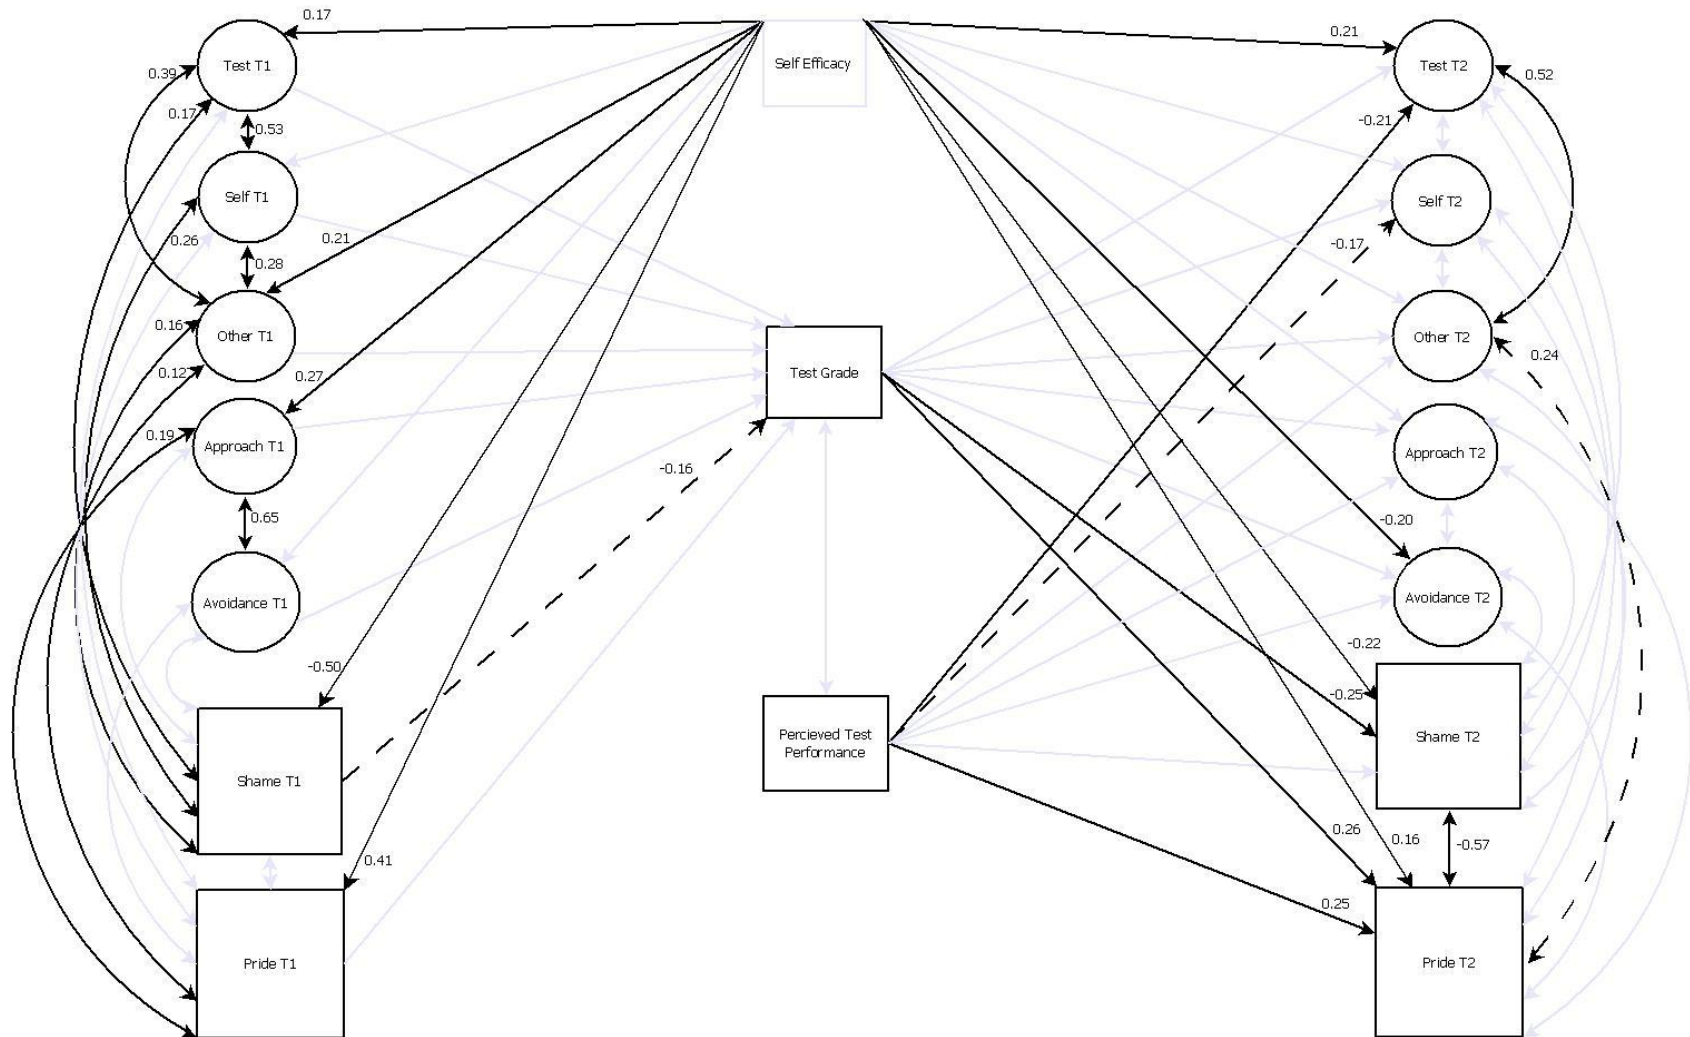 0.17
Self Efficacy
0.21
Test T1
Test T2
0.39
0.52
0.17
0.53
-0.21
Self T1
Self T2
0.26
0.21
-0.17
0.28
0.16
Other T1
Other T2
0.24
0.12
0.27
Test Grade
0.19
Approach T1
Approach T2
-0.16
0.65
-0.20
Avoidance T1
Avoidance T2
-0.50
-0.22
-0.25
Percieved Test
Performance
Shame T1
Shame T2
0.41
0.26
0.16
-0.57
0.25
Pride T1
Pride T2